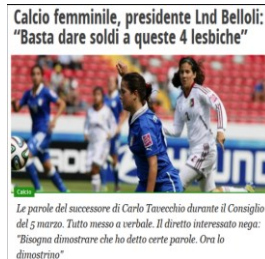 Calcio femminile, presidente Lnd Belloli:
“Basta dare soldi a queste 4 lesbiche”
Calcio
Le parole del successore di Carlo Tavecchio durante il Consiglio
del 5 marzo. Tutto messo a verbale. Il diretto interessato nega:
"Bisogna dimostrare che ho detto certe parole. Ora lo
dimostrino"